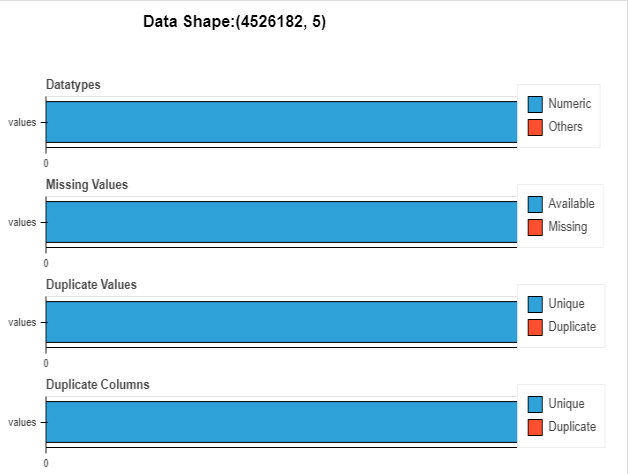 Data Shape:(4526182, 5)
Datatypes
values
0
Numeric
Others
Missing Values
values
0
Available
Missing
Duplicate Values
values
0
Unique
Duplicate
Duplicate Columns
values
0
Unique
Duplicate